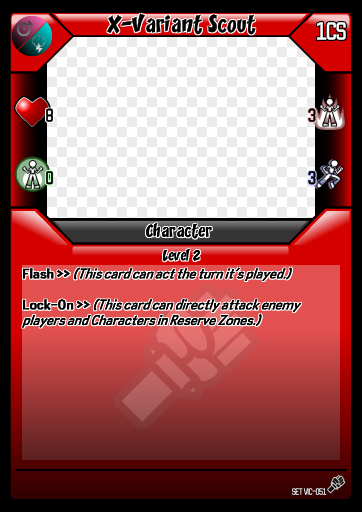 X-Variant Scout
1CS
8
3
0
3
Character
Level 2
Flash >> (This card can act the turn it's played.)
Lock-On >> (This card can directly attack enemy
players and Characters in Reserve Zones.)
SET VIC-051